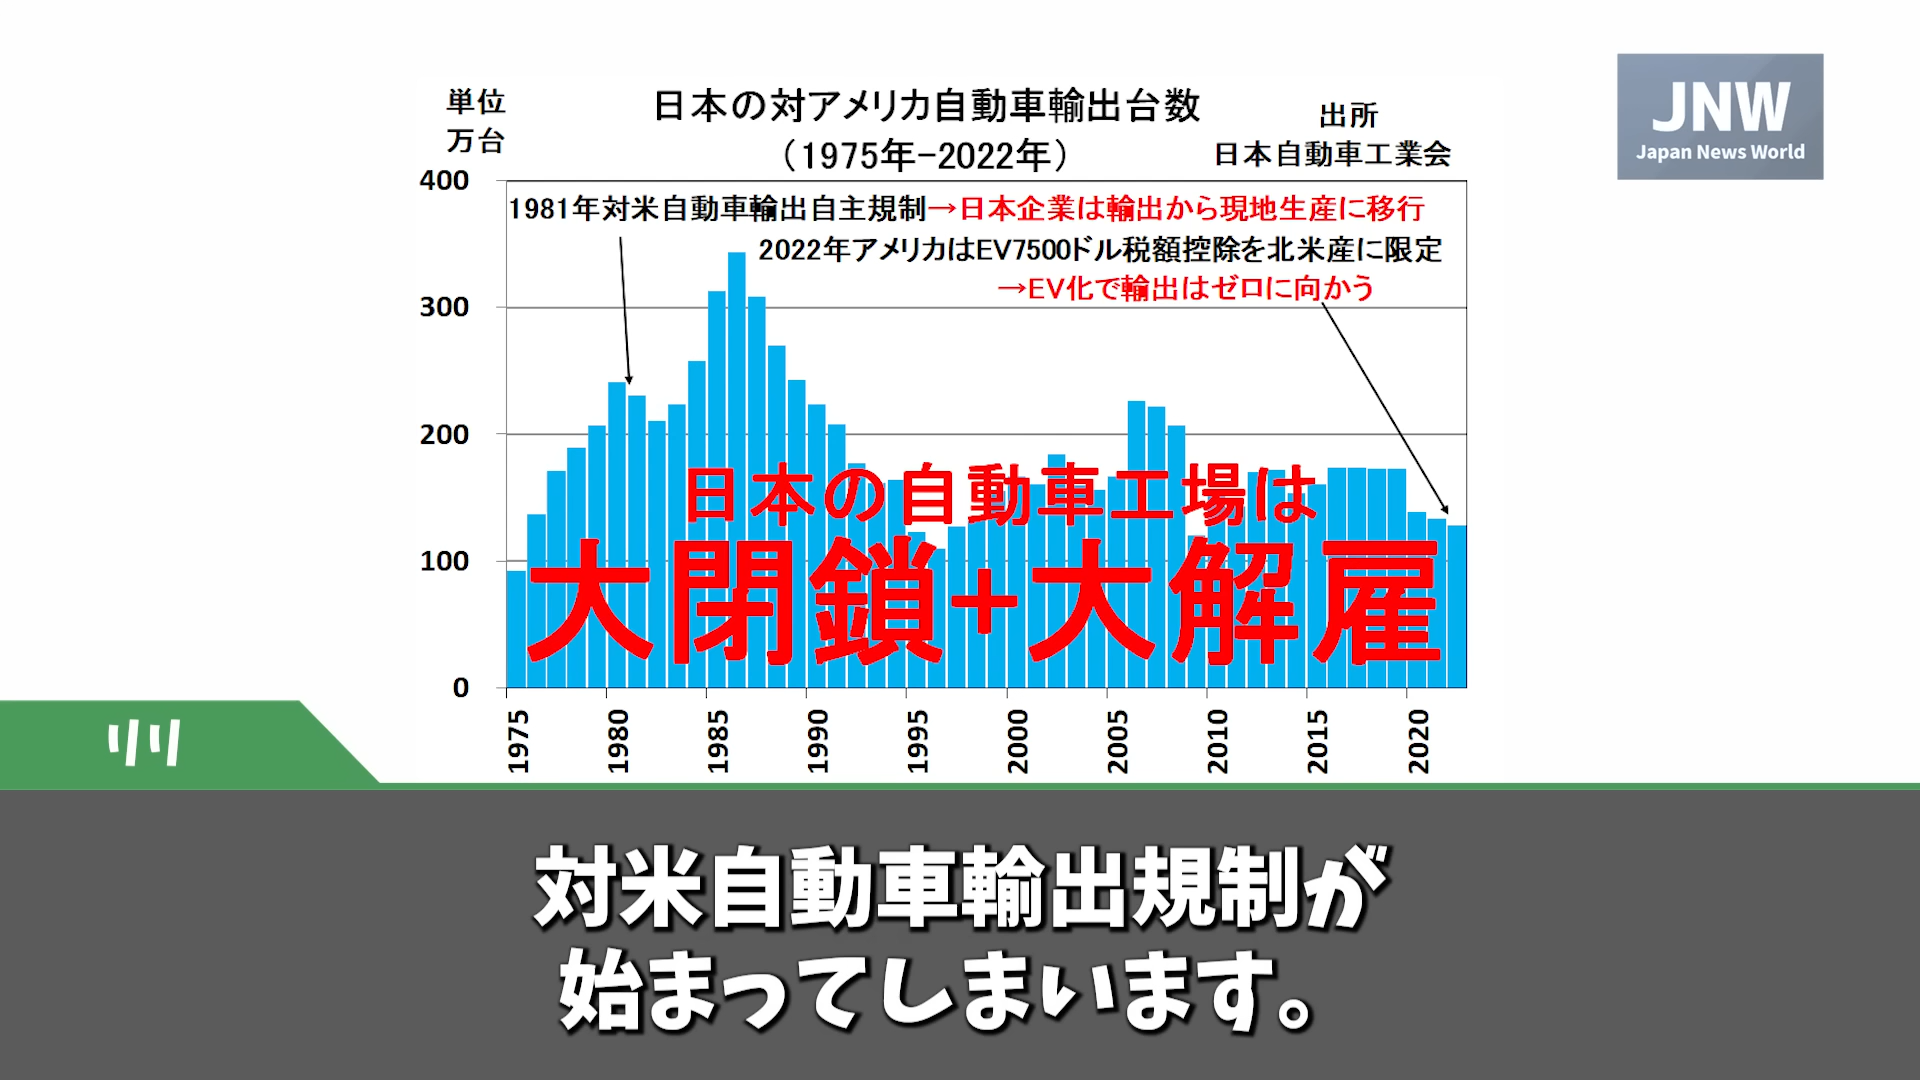 単位
万台
日本の対アメリカ自動車輸出台数
（1975年-2022年）
出所
日本自動車工業会
JNW
Japan News World
1981年対米自動車輸出自主規制→日本企業は輸出から現地生産に移行
2022年アメリカはEV7500ドル税額控除を北米産に限定
→EV化で輸出はゼロに向かう
400
300
200
100
0
日本の自動車工場は
大閉鎖+大解雇
1975
1980
1985
1990
1995
2000
2005
2010
2015
2020
リリ
対米自動車輸出規制が
始まってしまいます。